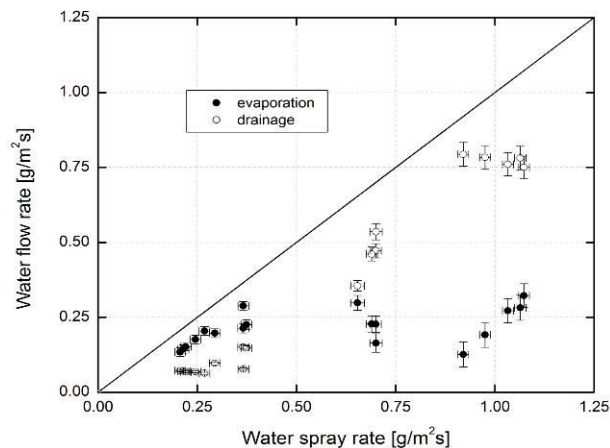 1.25
1.00
0.75
0.50
0.25
0.00
Water flow rate [g/m²s]
evaporation
drainage
0.00 0.25 0.50 0.75 1.00 1.25
Water spray rate [g/m²s]